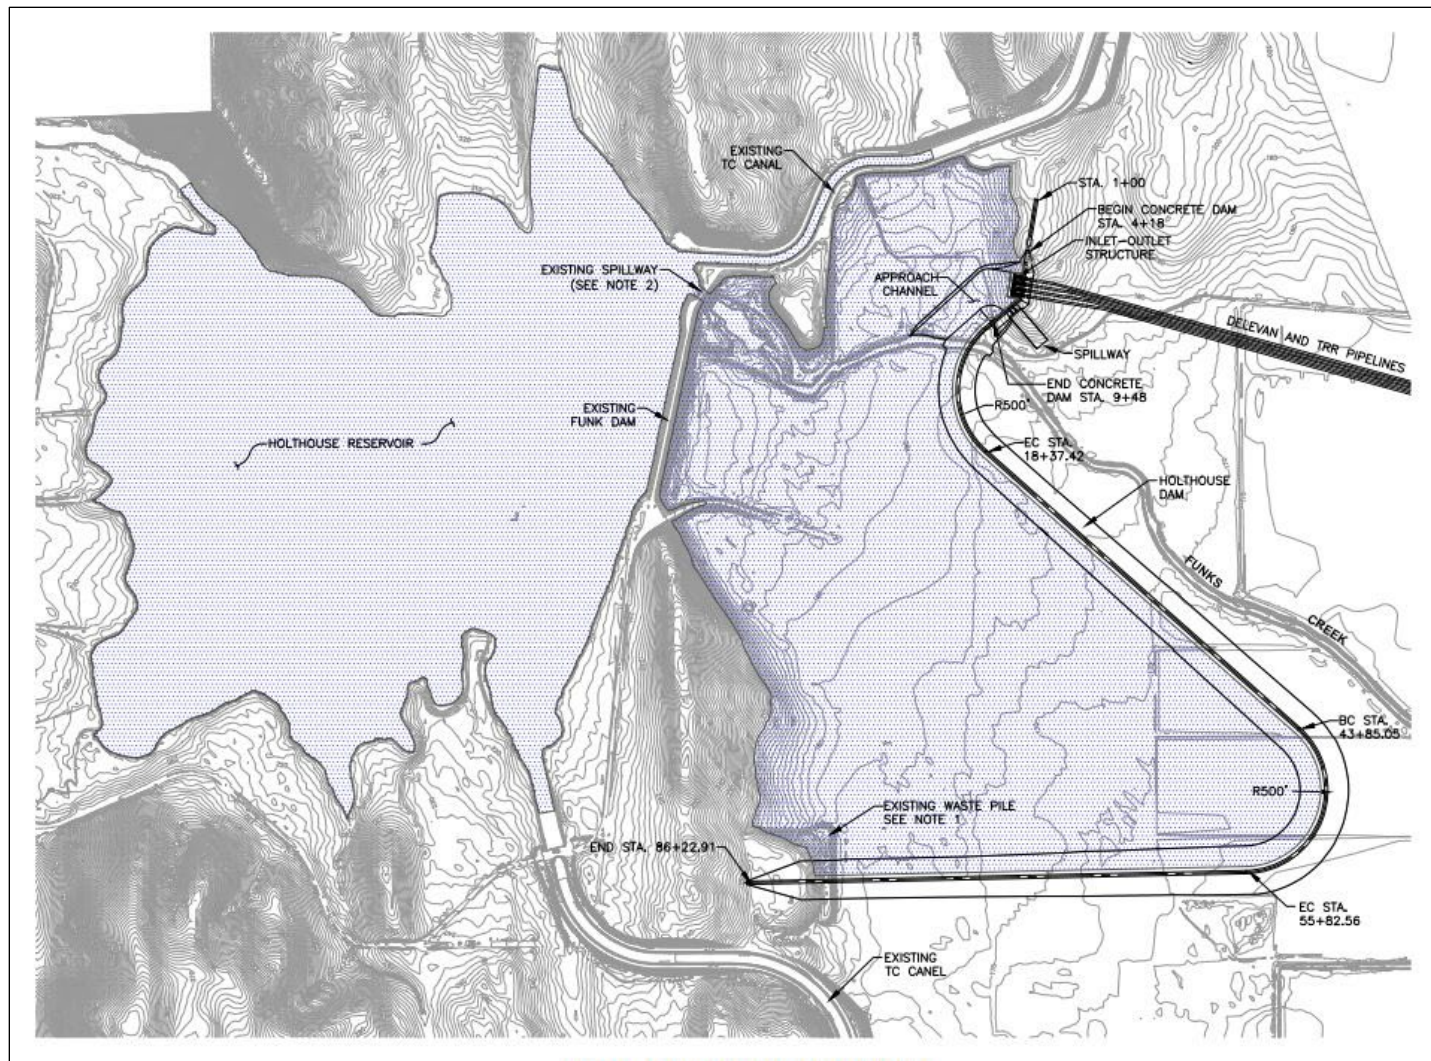 EXISTING
TC CANAL
STA. 1+00
BEGIN CONCRETE DAM
STA. 4+18
INLET-OUTLET
STRUCTURE
EXISTING SPILLWAY
(SEE NOTE 2)
APPROACH
CHANNEL
DELEVAN AND TRR PIPELINES
SPILLWAY
END CONCRETE
DAM STA. 9+48
R500'
EXISTING
FUNK DAM
HOLTHOUSE RESERVOIR
EC STA.
18+37.42
HOLTHOUSE
DAM
FUNKS
CREEK
BC STA.
43+85.05
R500'
EXISTING WASTE PILE
SEE NOTE 1
END STA. 86+22.91
EC STA.
55+82.56
EXISTING
TC CANEL